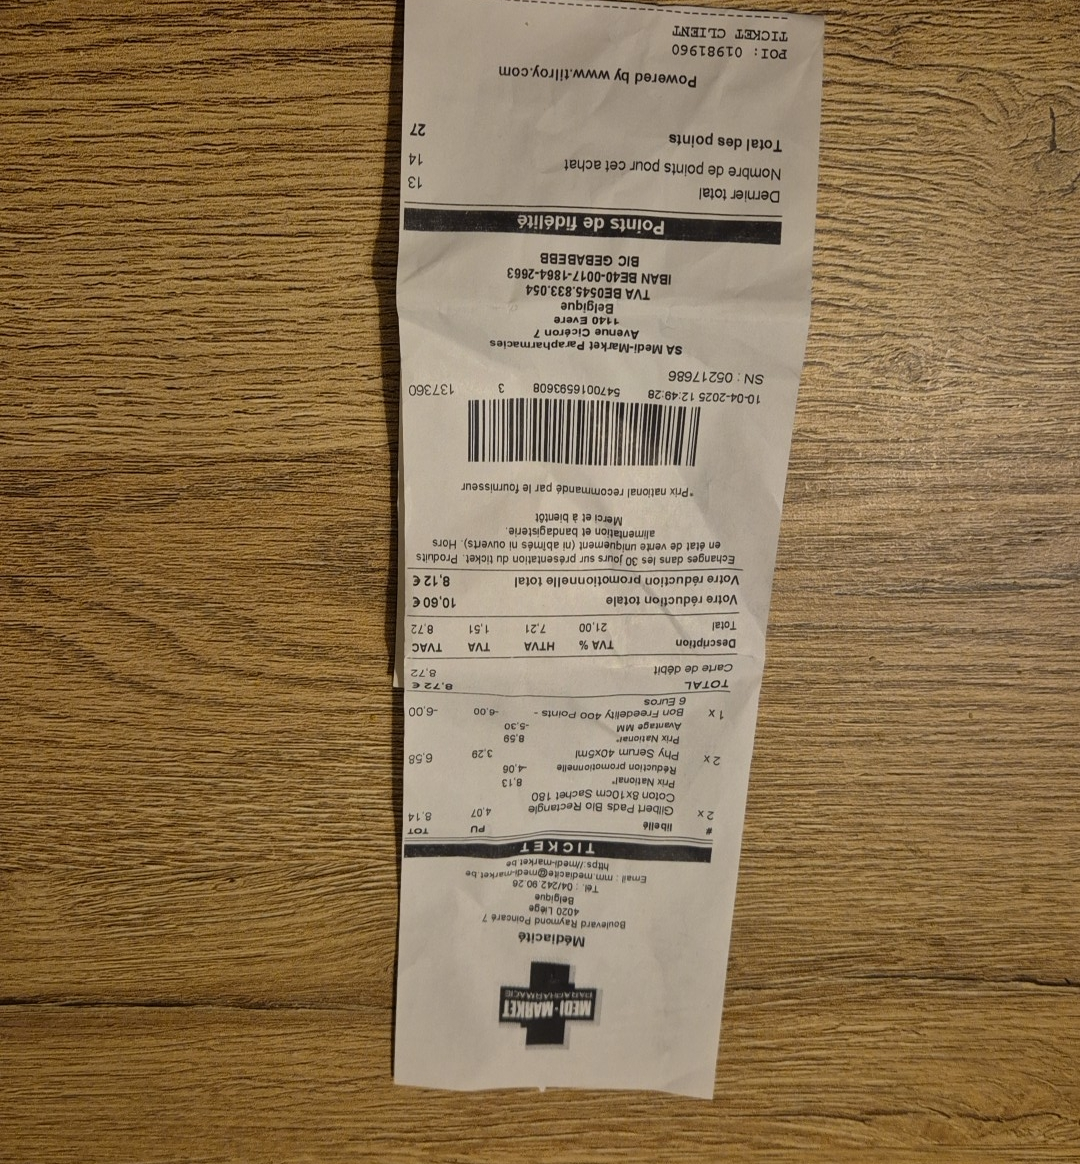 MEDI-MARKET
PARAPHARMACIE
Médiacité
Boulevard Raymond Poincaré 7
4020 Liège
Belgique
Tél. : 04/242 90 26
Email : mm.mediacite@medi-market.be
https://medi-market.be
TICKET
# libellé PU TOT
2 x Gilbert Pads Bio Rectangle 4,07 8,14
Coton 8x10cm Sachet 180
Prix National* 8,13
Réduction promotionnelle -4,06
2 x Phy Serum 40x5ml 3,29 6,58
Prix National* 8,59
Avantage MM -5,30
1 x Bon Freedelity 400 Points - -6,00 -6,00
6 Euros
TOTAL 8,72 €
Carte de débit 8,72
Description TVA % HTVA TVA TVAC
Total 21,00 7,21 1,51 8,72
Votre réduction totale 10,60 €
Votre réduction promotionnelle total 8,12 €
Echanges dans les 30 jours sur présentation du ticket. Produits
en état de vente uniquement (ni abîmés ni ouverts). Hors
alimentation et bandagisterie.
Merci et à bientôt
*Prix national recommandé par le fournisseur
10-04-2025 12:49:28 5470016593608 3 137360
SN : 05217686
SA Medi-Market Parapharmacies
Avenue Cicéron 7
1140 Evere
Belgique
TVA BE0545.833.054
IBAN BE40-0017-1864-2663
BIC GEBABEBB
Points de fidélité
Dernier total 13
Nombre de points pour cet achat 14
Total des points 27
Powered by www.tilroy.com
POI: 01981960
TICKET CLIENT